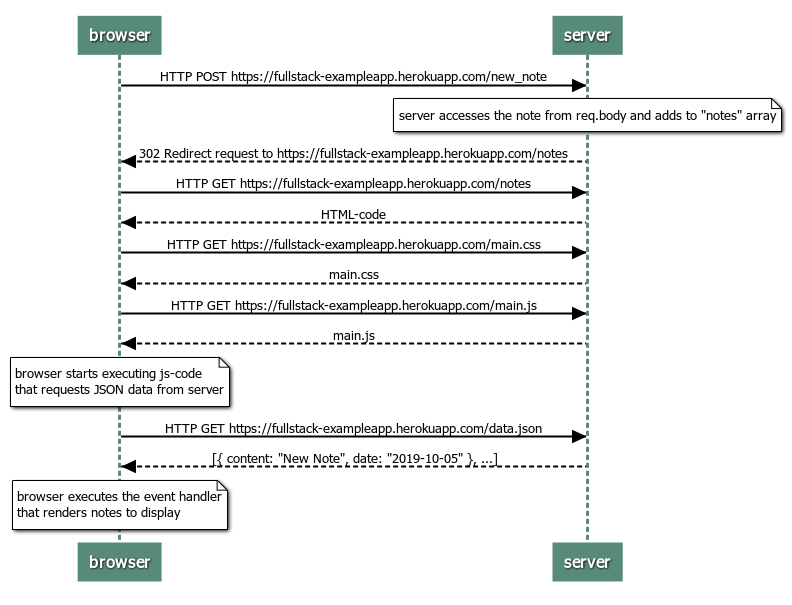 browser
server
HTTP POST https://fullstack-exampleapp.herokuapp.com/new_note
server accesses the note from req.body and adds to "notes" array
302 Redirect request to https://fullstack-exampleapp.herokuapp.com/notes
HTTP GET https://fullstack-exampleapp.herokuapp.com/notes
HTML-code
HTTP GET https://fullstack-exampleapp.herokuapp.com/main.css
main.css
HTTP GET https://fullstack-exampleapp.herokuapp.com/main.js
main.js
browser starts executing js-code
that requests JSON data from server
HTTP GET https://fullstack-exampleapp.herokuapp.com/data.json
[{ content: "New Note", date: "2019-10-05" }, ...]
browser executes the event handler
that renders notes to display
browser
server